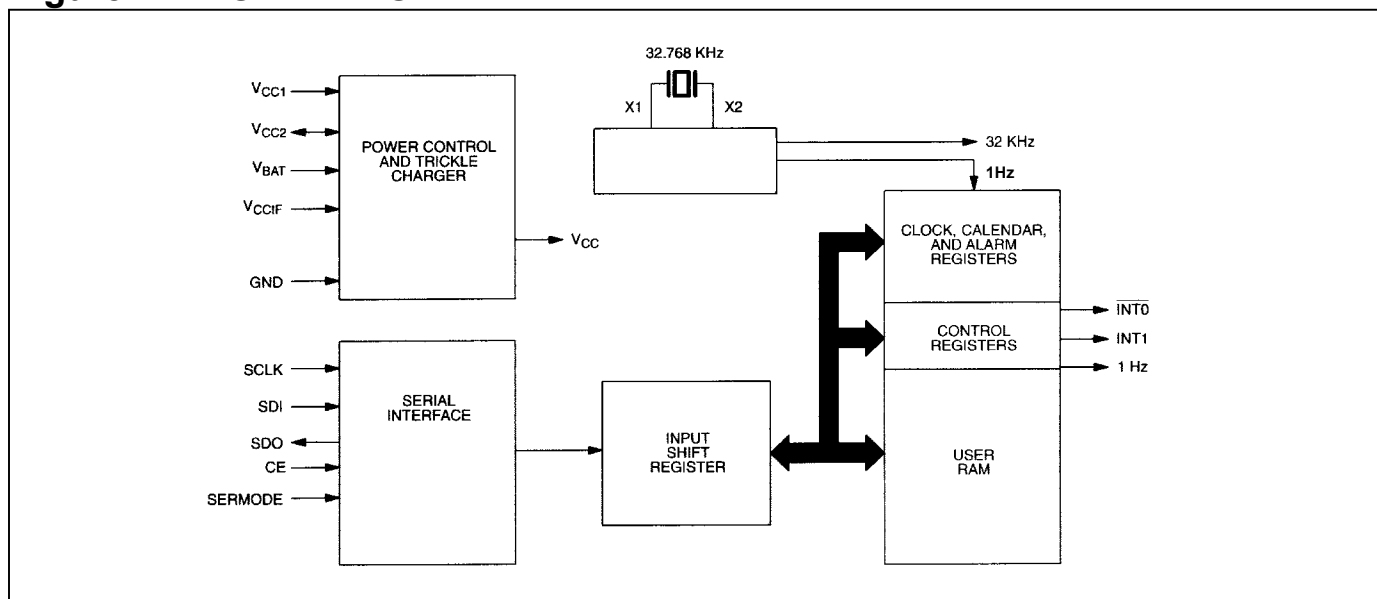 32.768 KHz
X1
X2
VCC1
VCC2
VBAT
VCCIF
GND
POWER CONTROL
AND TRICKLE
CHARGER
VCC
32 KHz
1Hz
CLOCK, CALENDAR,
AND ALARM
REGISTERS
CONTROL
REGISTERS
INT0
INT1
1 Hz
USER
RAM
SCLK
SDI
SDO
CE
SERMODE
SERIAL
INTERFACE
INPUT
SHIFT
REGISTER